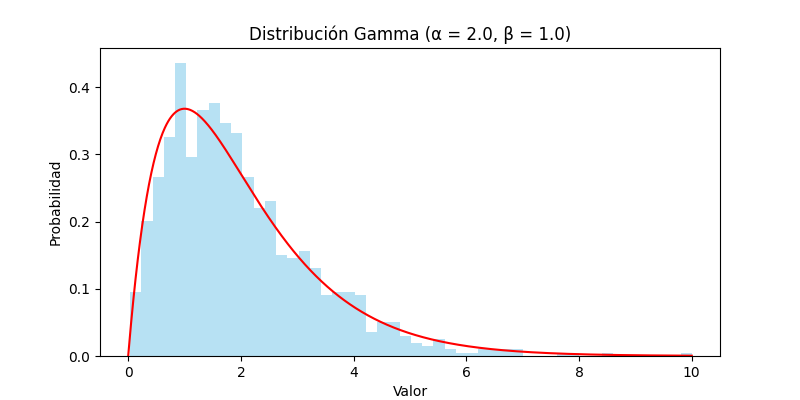 Distribución Gamma (α = 2.0, β = 1.0)
Probabilidad
0.4
0.3
0.2
0.1
0.0
0 2 4 6 8 10
Valor